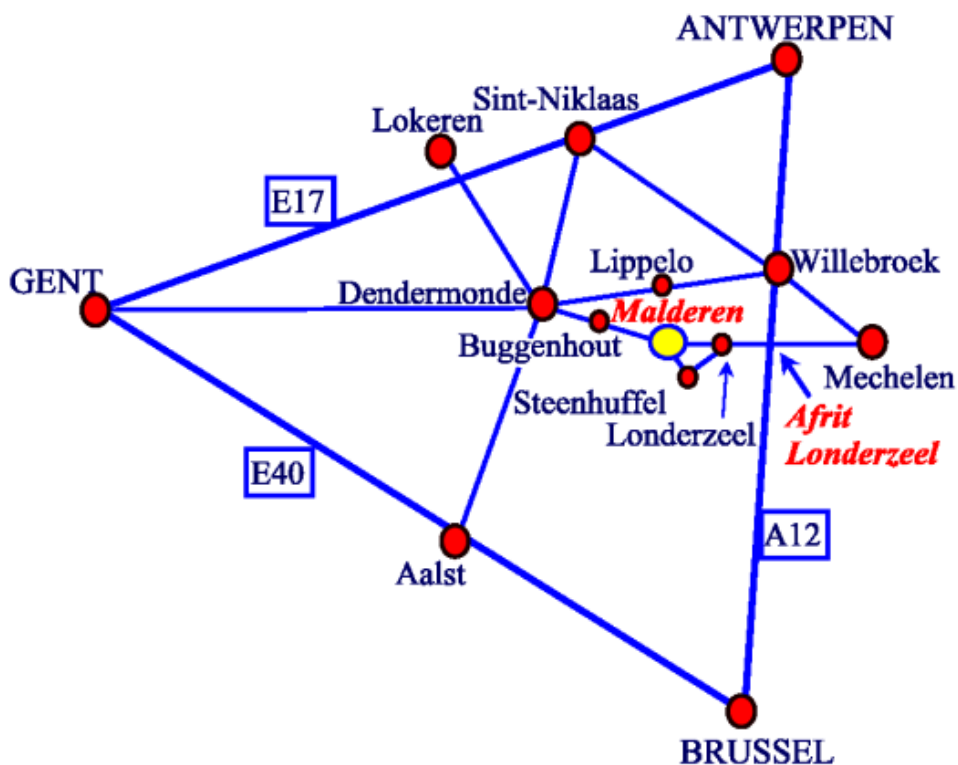 ANTWERPEN
Sint-Niklaas
Lokeren
E17
GENT
Lippelo
Willebroek
Dendermonde
Malderen
Buggenhout
Mechelen
Steenhuffel
Londerzeel
Afrit
Londerzeel
E40
A12
Aalst
BRUSSEL